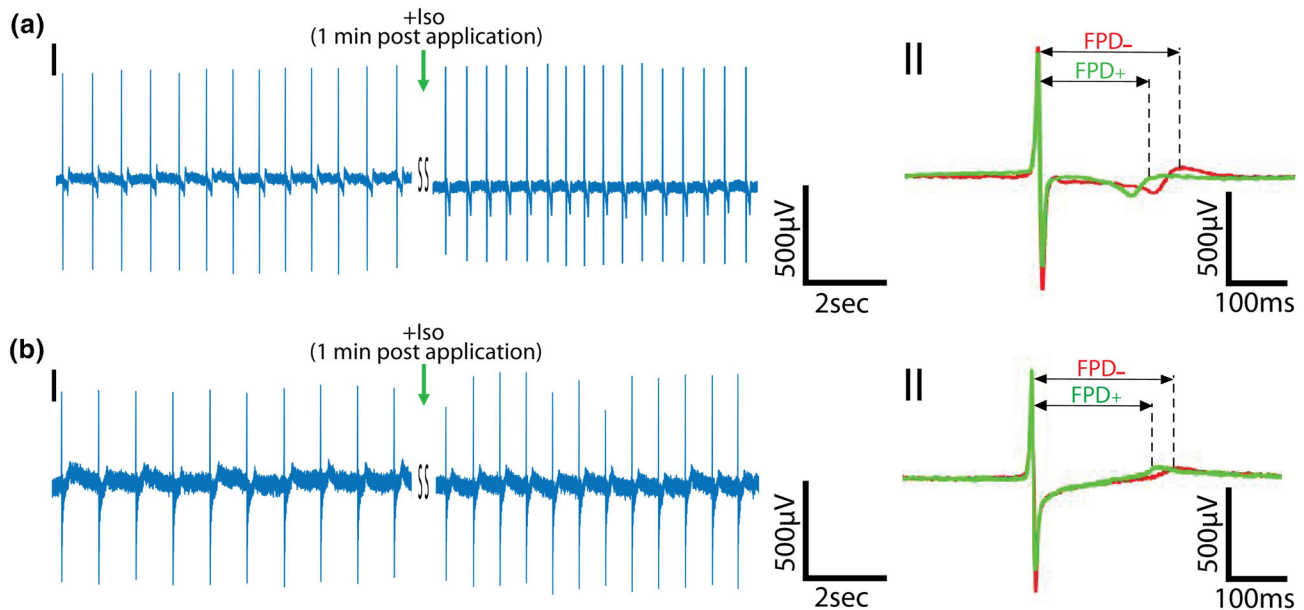 (a)
I
+Iso
(1 min post application)
500µV
2sec
II
FPD-
FPD+
500µV
100ms
(b)
I
+Iso
(1 min post application)
500µV
2sec
II
FPD-
FPD+
500µV
100ms